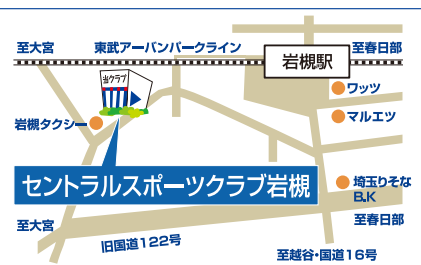 至大宮
東武アーバンパークライン
岩槻駅
至春日部
当クラブ
ワッツ
マルエツ
岩槻タクシー
セントラルスポーツクラブ岩槻
埼玉りそな
B.K
至春日部
至大宮
旧国道122号
至越谷・国道16号